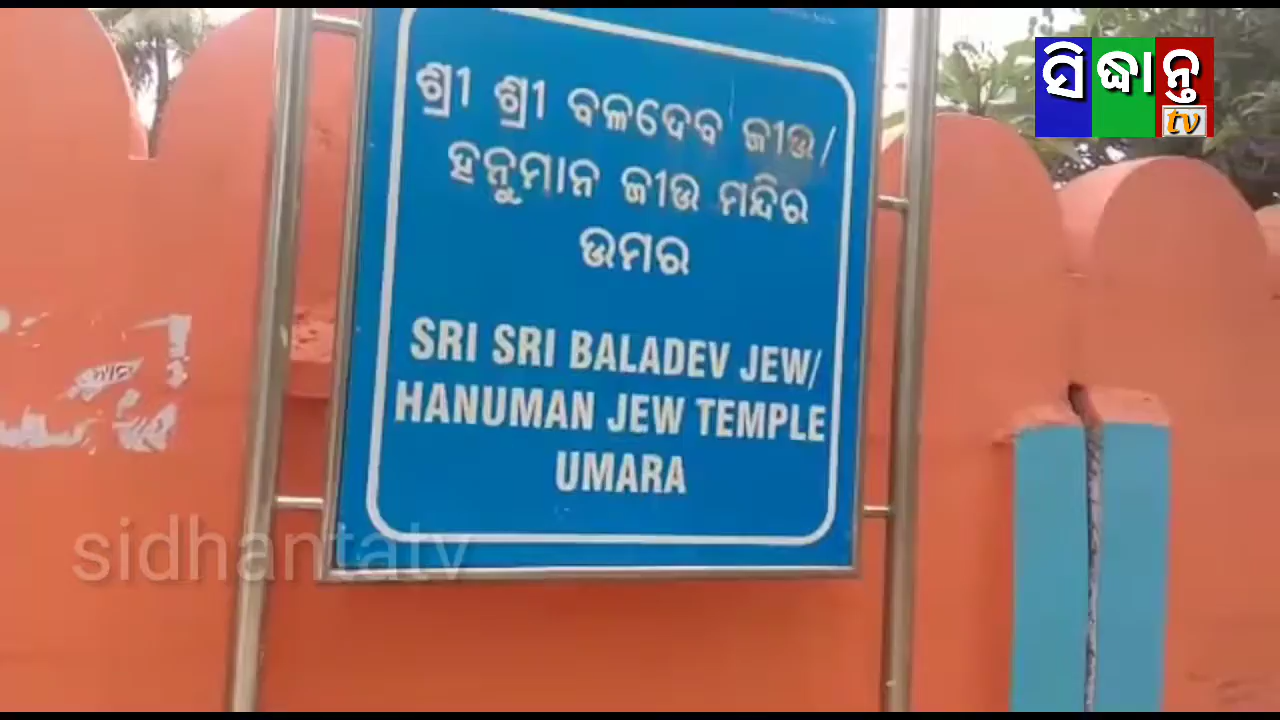 ସିଦ୍ଧାନ୍ତ
tv
ଶ୍ରୀ ଶ୍ରୀ ବଳଦେବ ଜୀଉ/
ହନୁମାନ ଜୀଉ ମନ୍ଦିର
ଉମର
SRI SRI BALADEV JEW/
HANUMAN JEW TEMPLE
UMARA
sidhantatv